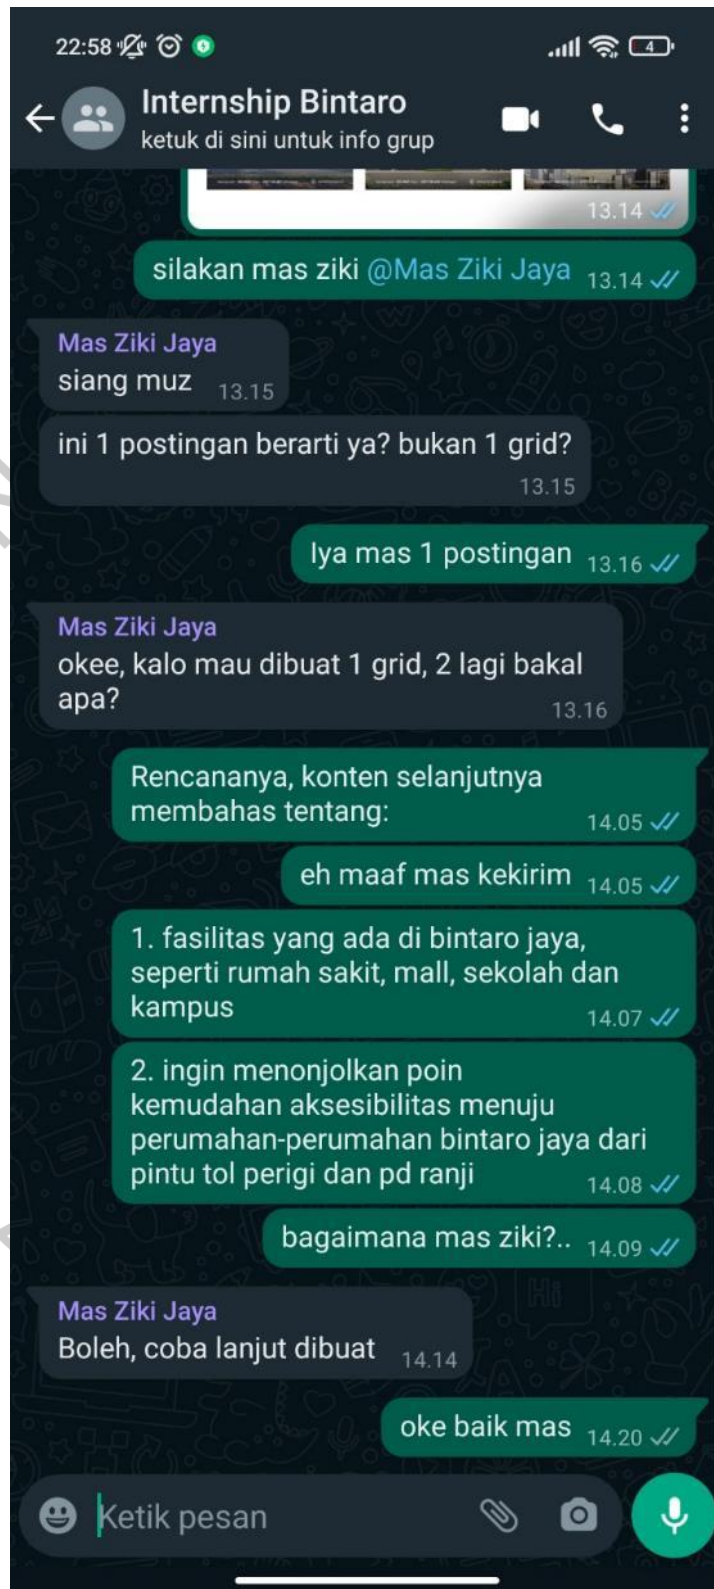 22:58
4
Internship Bintaro
ketuk di sini untuk info grup
13.14
silakan mas ziki @Mas Ziki Jaya 13.14
Mas Ziki Jaya
siang muz 13.15
ini 1 postingan berarti ya? bukan 1 grid?
13.15
Iya mas 1 postingan 13.16
Mas Ziki Jaya
okee, kalo mau dibuat 1 grid, 2 lagi bakal
apa?
13.16
Rencananya, konten selanjutnya
membahas tentang:
14.05
eh maaf mas kekirim 14.05
1. fasilitas yang ada di bintaro jaya,
seperti rumah sakit, mall, sekolah dan
kampus
14.07
2. ingin menonjolkan poin
kemudahan aksesibilitas menuju
perumahan-perumahan bintaro jaya dari
pintu tol perigi dan pd ranji
14.08
bagaimana mas ziki?.. 14.09
Mas Ziki Jaya
Boleh, coba lanjut dibuat 14.14
oke baik mas 14.20
Ketik pesan